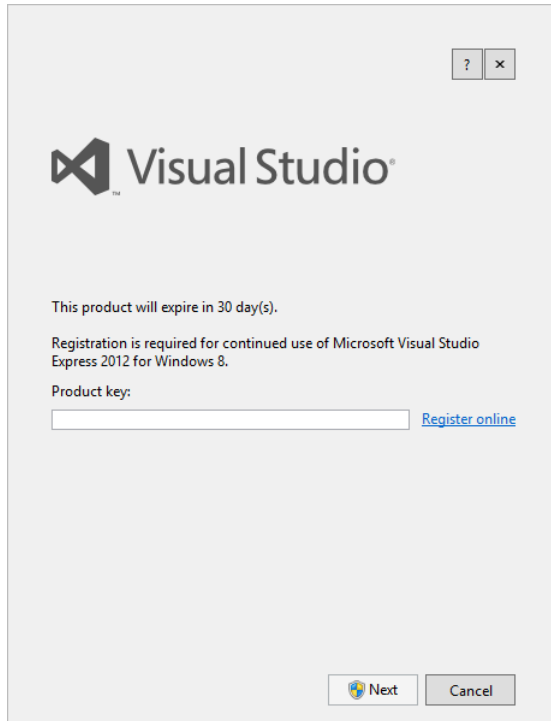 ?
×
Visual Studio®
™
This product will expire in 30 day(s).
Registration is required for continued use of Microsoft Visual Studio
Express 2012 for Windows 8.
Product key:
Register online
Next
Cancel